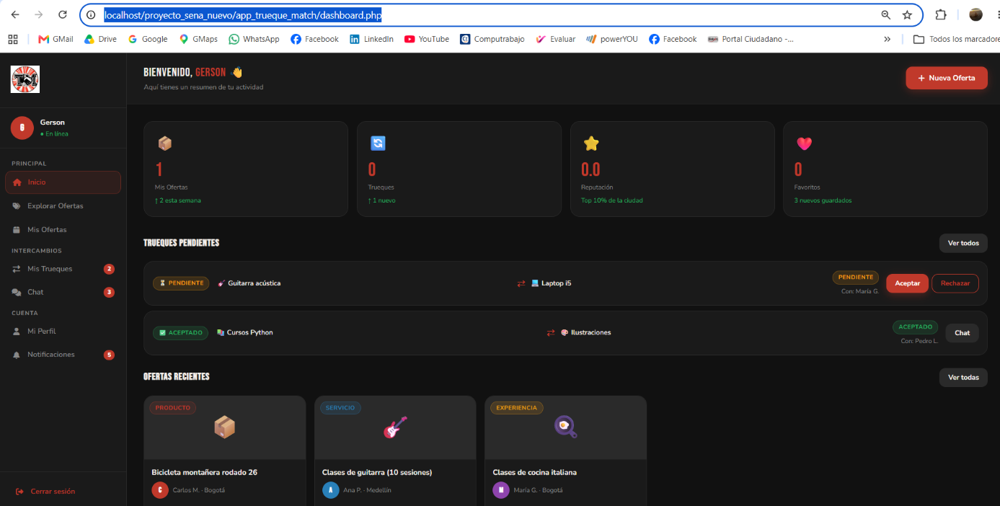 localhost/proyecto_sena_nuevo/app_trueque_match/dashboard.php
GMail Drive Google GMaps WhatsApp Facebook LinkedIn YouTube Computrabajo Evaluar powerYOU Facebook Portal Ciudadano -... » Todos los marcadore
G
Gerson
En línea
PRINCIPAL
Inicio
Explorar Ofertas
Mis Ofertas
INTERCAMBIOS
Mis Trueques 2
Chat 3
CUENTA
Mi Perfil
Notificaciones 5
Cerrar sesión
BIENVENIDO, GERSON
Aquí tienes un resumen de tu actividad
+ Nueva Oferta
1
Mis Ofertas
↑ 2 esta semana
0
Trueques
↑ 1 nuevo
0.0
Reputación
Top 10% de la ciudad
0
Favoritos
3 nuevos guardados
TRUEQUES PENDIENTES
Ver todos
PENDIENTE Guitarra acústica Laptop i5 PENDIENTE
Con: María G.
Aceptar Rechazar
ACEPTADO Cursos Python Ilustraciones ACEPTADO
Con: Pedro L.
Chat
OFERTAS RECIENTES
Ver todas
PRODUCTO
Bicicleta montañera rodado 26
C Carlos M. · Bogotá
SERVICIO
Clases de guitarra (10 sesiones)
A Ana P. · Medellín
EXPERIENCIA
Clases de cocina italiana
M María G. · Bogotá